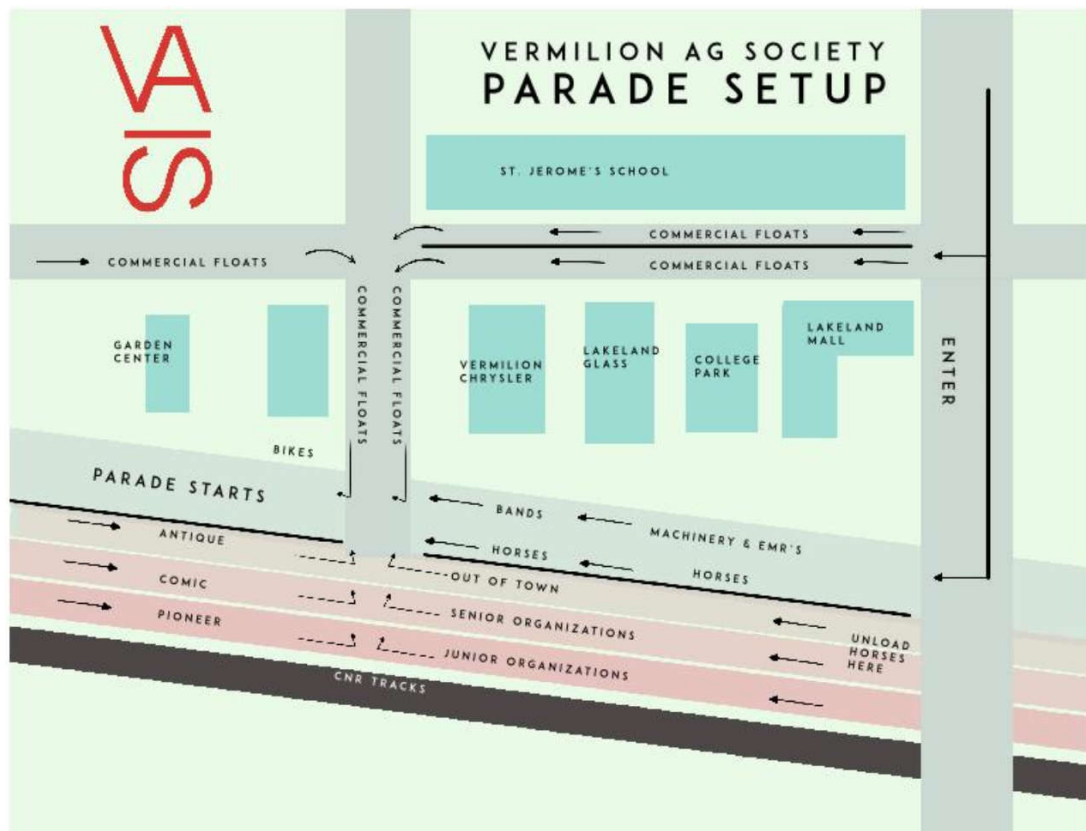 VA
S
VERMILION AG SOCIETY
PARADE SETUP
ST. JEROME'S SCHOOL
COMMERCIAL FLOATS
COMMERCIAL FLOATS
COMMERCIAL FLOATS
COMMERCIAL FLOATS
COMMERCIAL FLOATS
GARDEN
CENTER
VERMILION
CHRYSLER
LAKELAND
GLASS
COLLEGE
PARK
LAKELAND
MALL
ENTER
BIKES
PARADE STARTS
BANDS
MACHINERY & EMR'S
HORSES
HORSES
ANTIQUE
OUT OF TOWN
COMIC
SENIOR ORGANIZATIONS
UNLOAD
HORSES
HERE
PIONEER
JUNIOR ORGANIZATIONS
CNR TRACKS